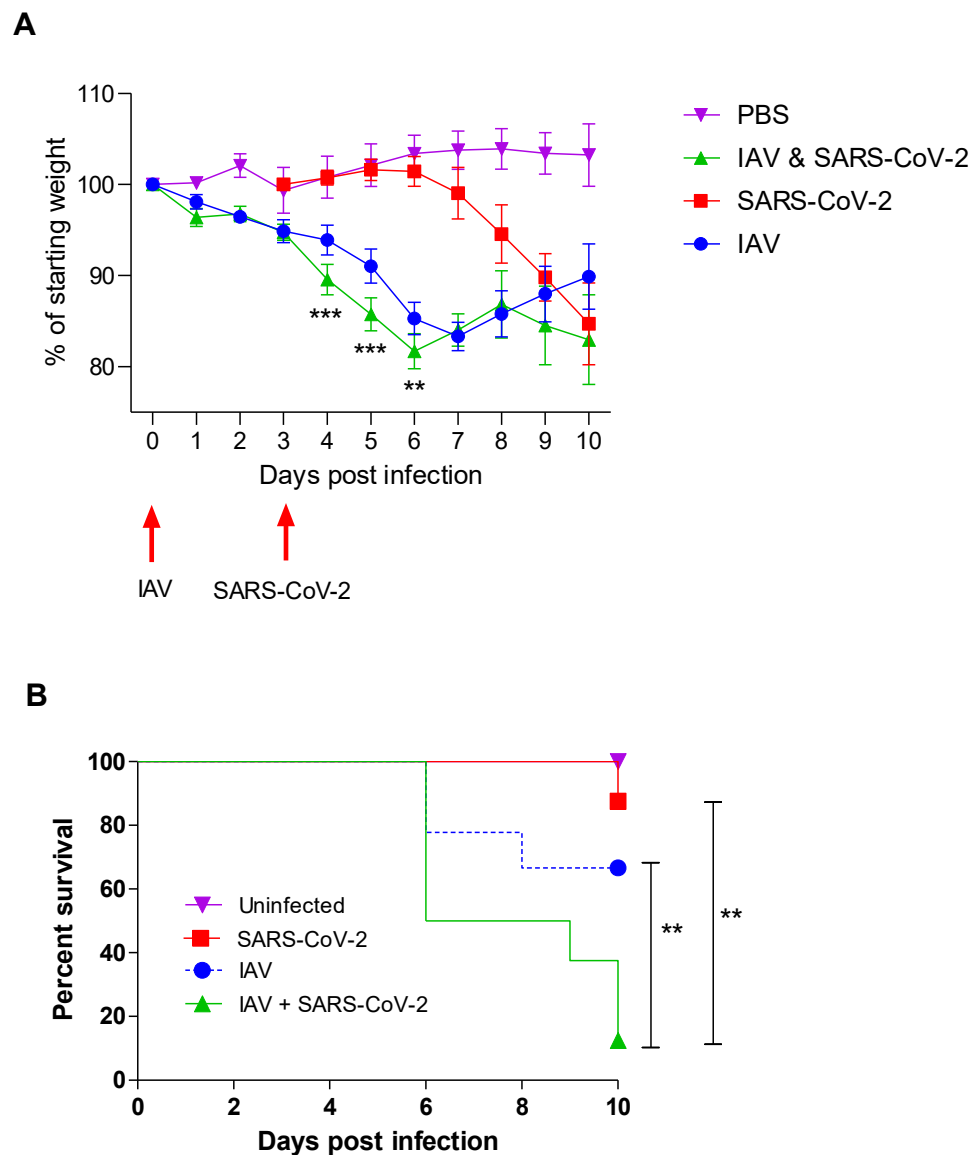 A
110
100
90
80
% of starting weight
0 1 2 3 4 5 6 7 8 9 10
Days post infection
***
***
**
PBS
IAV & SARS-CoV-2
SARS-CoV-2
IAV
IAV
SARS-CoV-2
B
100
80
60
40
20
0
Percent survival
0 2 4 6 8 10
Days post infection
Uninfected
SARS-CoV-2
IAV
IAV + SARS-CoV-2
**
**